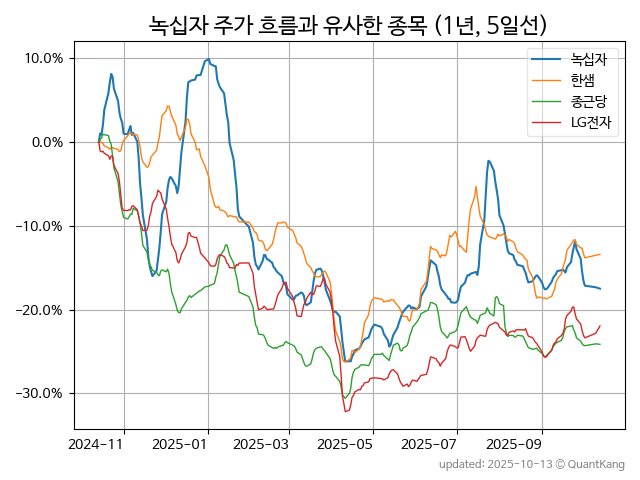 녹십자 주가 흐름과 유사한 종목 (1년, 5일선)
녹십자
한샘
종근당
LG전자
10.0%
0.0%
−10.0%
−20.0%
−30.0%
2024-11
2025-01
2025-03
2025-05
2025-07
2025-09
updated: 2025-10-13 ⓒ QuantKang